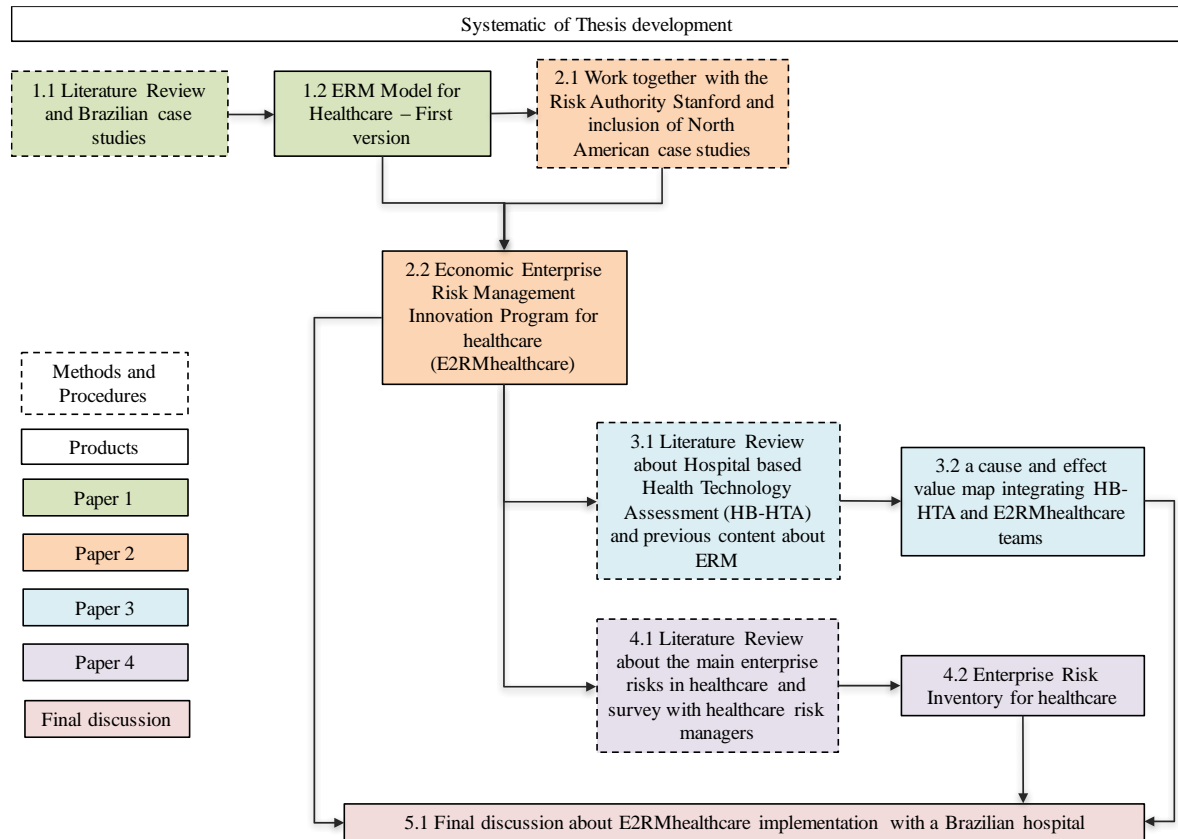 Systematic of Thesis development
1.1 Literature Review
and Brazilian case
studies
1.2 ERM Model for
Healthcare – First
version
2.1 Work together with the
Risk Authority Stanford and
inclusion of North
American case studies
2.2 Economic Enterprise
Risk Management
Innovation Program for
healthcare
(E2RMhealthcare)
Methods and
Procedures
Products
Paper 1
Paper 2
Paper 3
Paper 4
Final discussion
3.1 Literature Review
about Hospital based
Health Technology
Assessment (HB-HTA)
and previous content about
ERM
3.2 a cause and effect
value map integrating HB-
HTA and E2RMhealthcare
teams
4.1 Literature Review
about the main enterprise
risks in healthcare and
survey with healthcare risk
managers
4.2 Enterprise Risk
Inventory for healthcare
5.1 Final discussion about E2RMhealthcare implementation with a Brazilian hospital